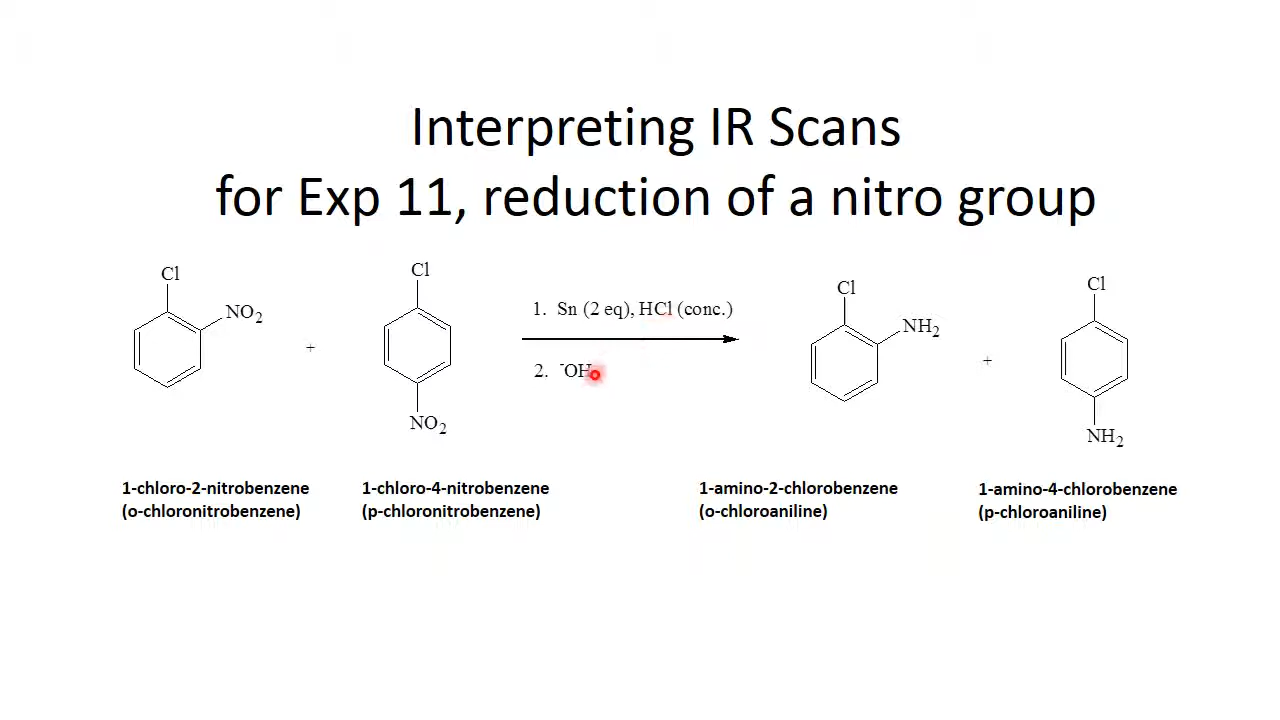 Interpreting IR Scans
for Exp 11, reduction of a nitro group
Cl
NO2
+
Cl
NO2
1. Sn (2 eq), HCl (conc.)
2. -OH
Cl
NH2
+
Cl
NH2
1-chloro-2-nitrobenzene
(o-chloronitrobenzene)
1-chloro-4-nitrobenzene
(p-chloronitrobenzene)
1-amino-2-chlorobenzene
(o-chloroaniline)
1-amino-4-chlorobenzene
(p-chloroaniline)